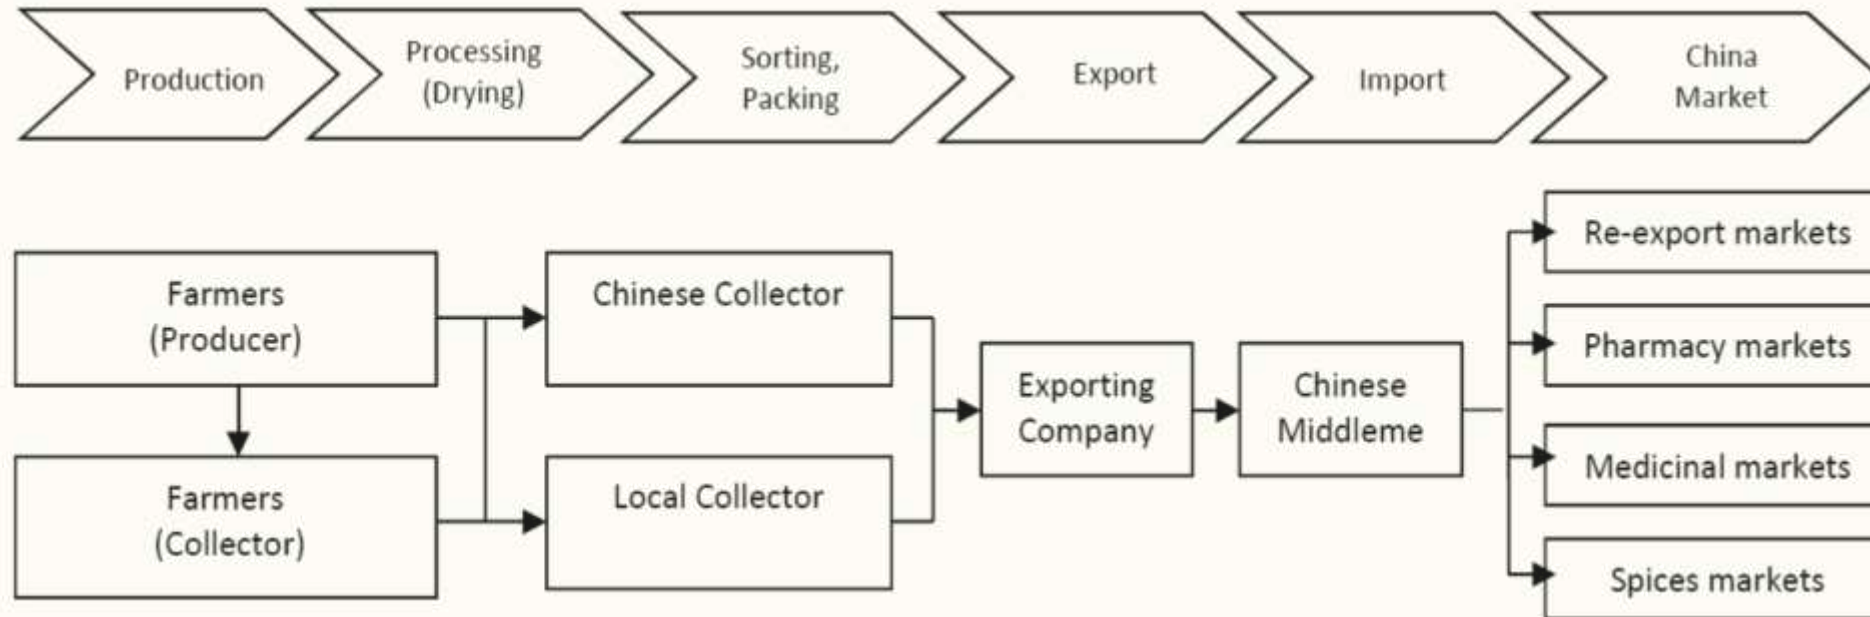 Production
Processing
(Drying)
Sorting,
Packing
Export
Import
China
Market
Farmers
(Producer)
Chinese Collector
Re-export markets
Pharmacy markets
Exporting
Company
Chinese
Middleme
Farmers
(Collector)
Local Collector
Medicinal markets
Spices markets